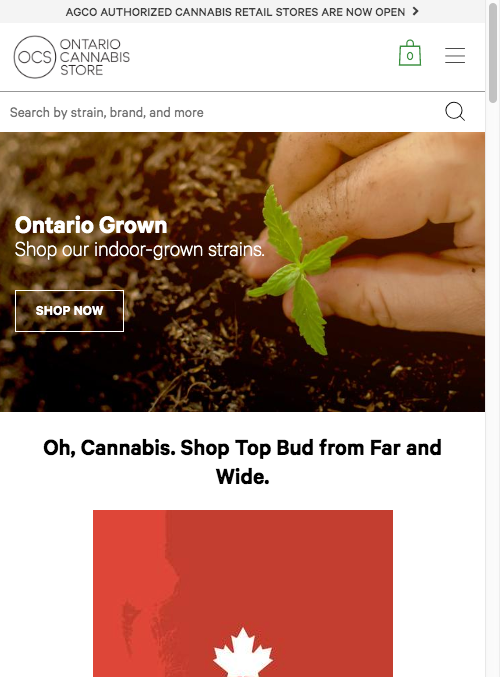 AGCO AUTHORIZED CANNABIS RETAIL STORES ARE NOW OPEN
OCS
ONTARIO
CANNABIS
STORE
0
Search by strain, brand, and more
Ontario Grown
Shop our indoor-grown strains.
SHOP NOW
Oh, Cannabis. Shop Top Bud from Far and
Wide.